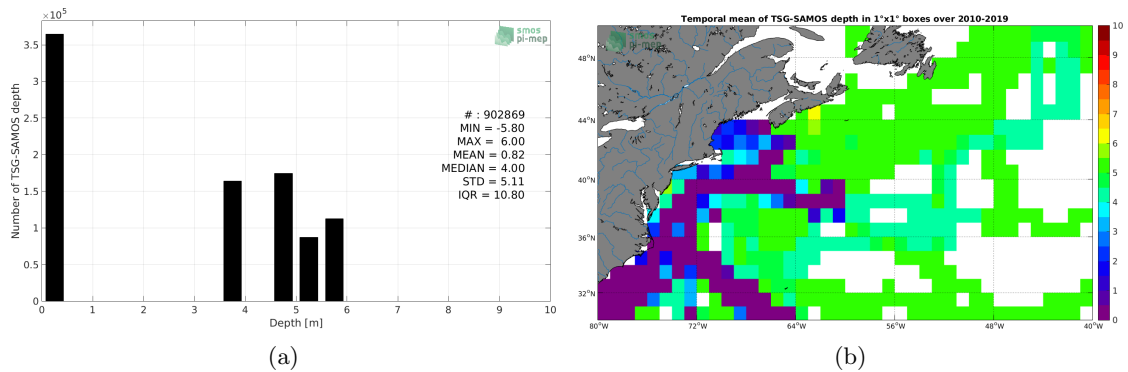 ×10⁵
3.5
3
2.5
2
1.5
1
0.5
0
0 1 2 3 4 5 6 7 8 9 10
Number of TSG-SAMOS depth
Depth [m]
smos
pi-mep
# : 902869
MIN = -5.80
MAX = 6.00
MEAN = 0.82
MEDIAN = 4.00
STD = 5.11
IQR = 10.80
(a)
Temporal mean of TSG-SAMOS depth in 1°x1° boxes over 2010-2019
smos
pi-mep
48°N
44°N
40°N
36°N
32°N
80°W 72°W 64°W 56°W 48°W 40°W
10
9
8
7
6
5
4
3
2
1
0
(b)